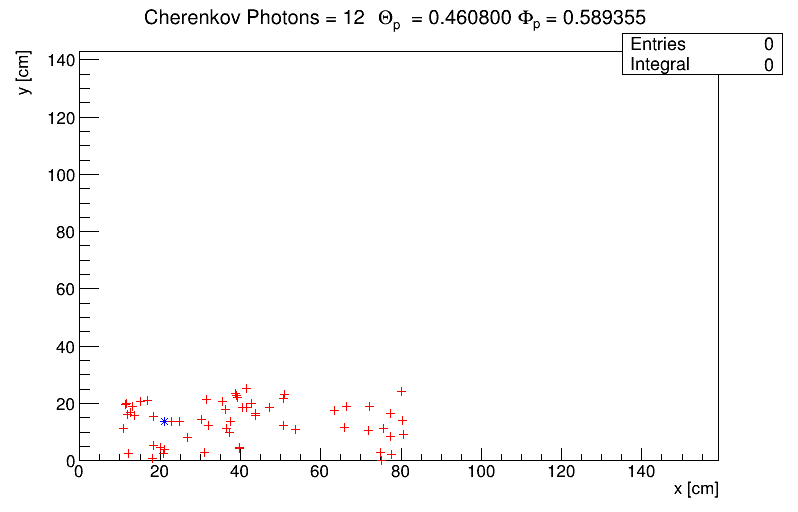 Cherenkov Photons = 12 Θp = 0.460800 Φp = 0.589355
Entries 0
Integral 0
y [cm]
140
120
100
80
60
40
20
0
0 20 40 60 80 100 120 140
x [cm]